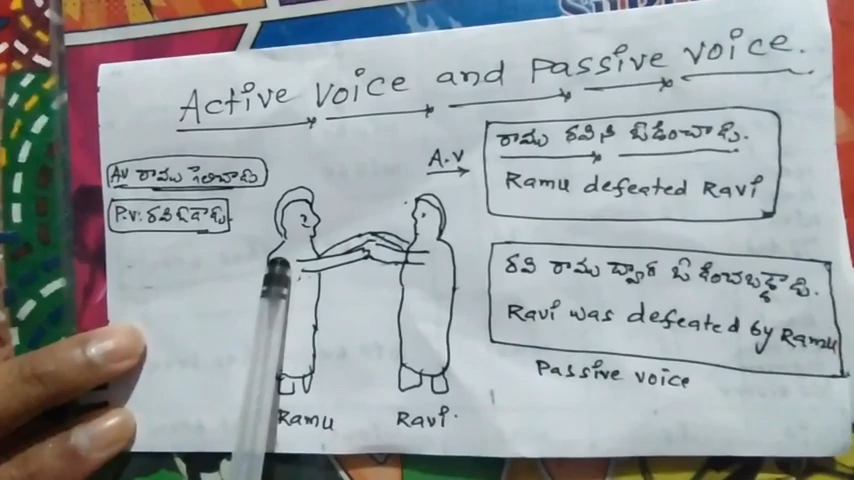 Active voice and passive voice.
A.V రాము గెలిచాడు
P.V: రవి ఓడాడు
A.V
రాము రవిని ఓడించాడు.
Ramu defeated Ravi
రవి రాము ద్వారా ఓడించబడ్డాడు.
Ravi was defeated by Ramu
Passive voice
Ramu
Ravi.